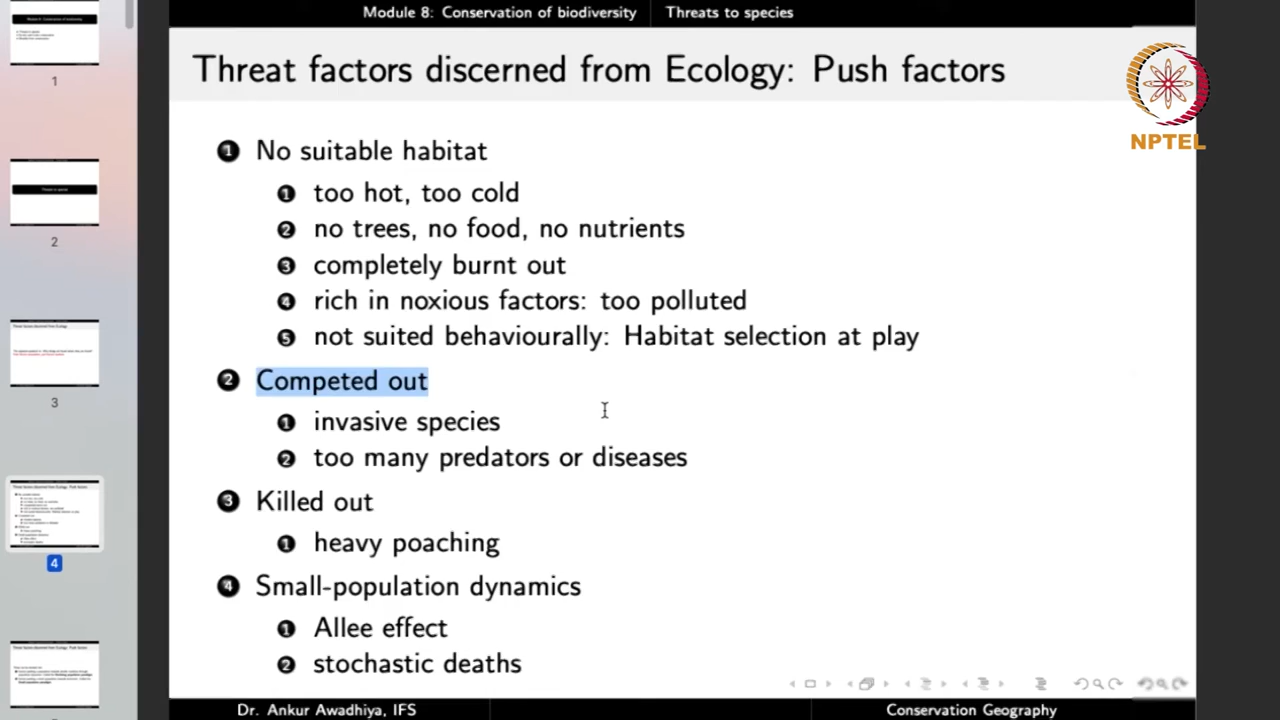 Module 8: Conservation of biodiversity Threats to species
Threat factors discerned from Ecology: Push factors
NPTEL
1 No suitable habitat
1 too hot, too cold
2 no trees, no food, no nutrients
3 completely burnt out
4 rich in noxious factors: too polluted
5 not suited behaviourally: Habitat selection at play
2 Competed out
1 invasive species
2 too many predators or diseases
3 Killed out
1 heavy poaching
4 Small-population dynamics
1 Allee effect
2 stochastic deaths
Dr. Ankur Awadhiya, IFS Conservation Geography
1
2
3
4